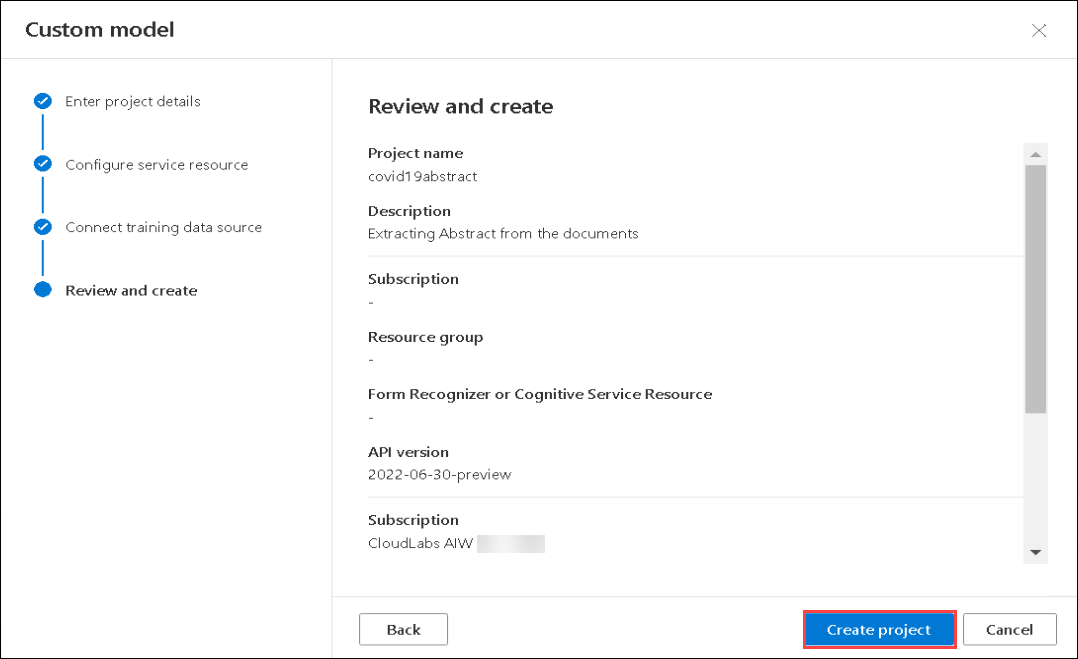 Custom model
Enter project details
Configure service resource
Connect training data source
Review and create
Review and create
Project name
covid19abstract
Description
Extracting Abstract from the documents
Subscription
-
Resource group
-
Form Recognizer or Cognitive Service Resource
-
API version
2022-06-30-preview
Subscription
CloudLabs AIW
Back
Create project
Cancel